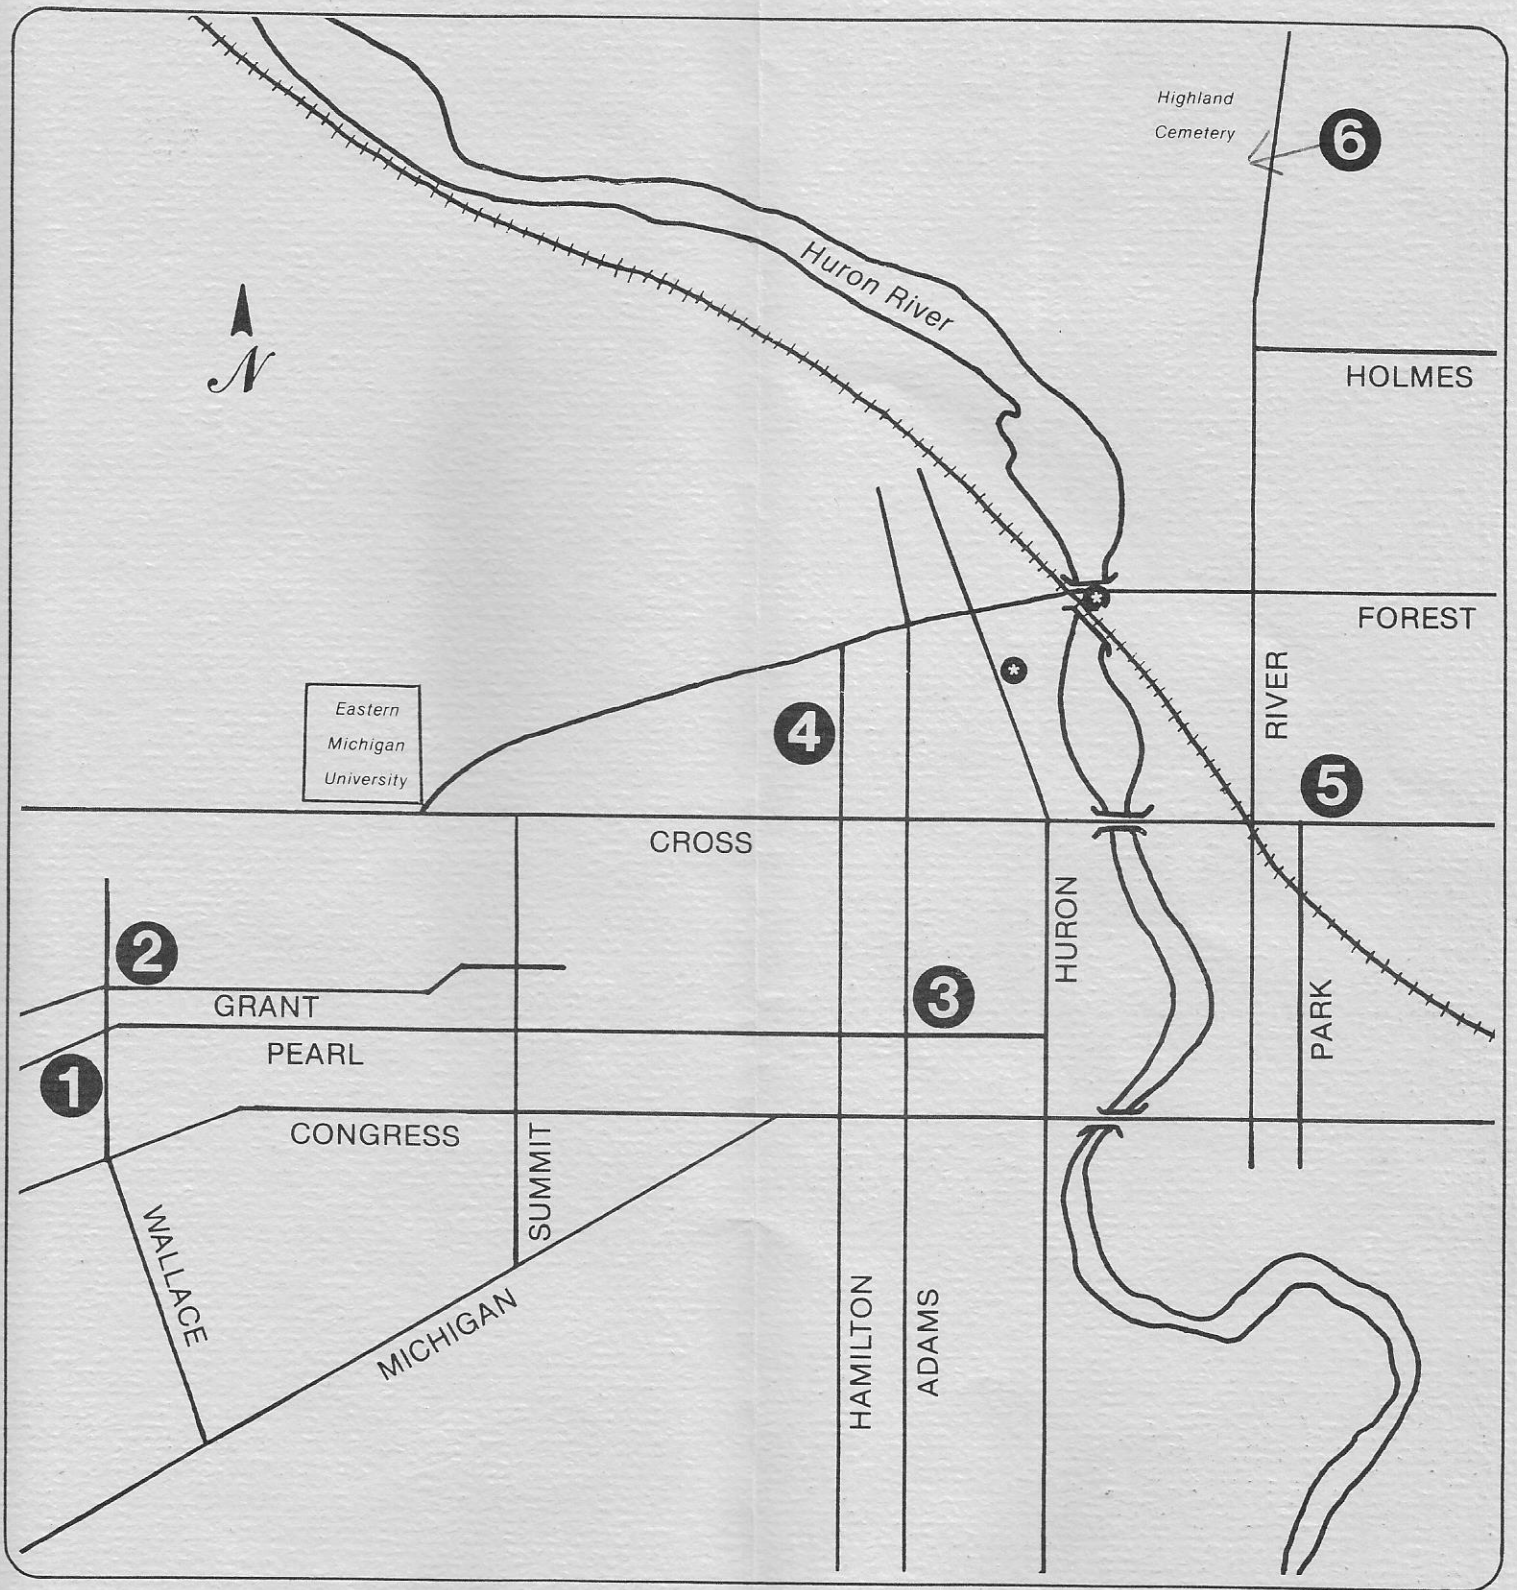 Highland
Cemetery
6
Huron River
N
HOLMES
*
FOREST
RIVER
*
4
Eastern
Michigan
University
5
CROSS
HURON
2
3
GRANT
PARK
PEARL
1
CONGRESS
SUMMIT
WALLACE
MICHIGAN
HAMILTON
ADAMS